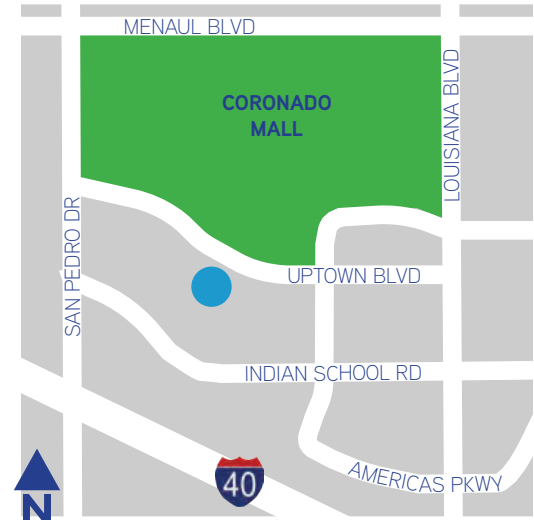 MENAUL BLVD
CORONADO
MALL
LOUISIANA BLVD
SAN PEDRO DR
UPTOWN BLVD
INDIAN SCHOOL RD
40
AMERICAS PKWY
N